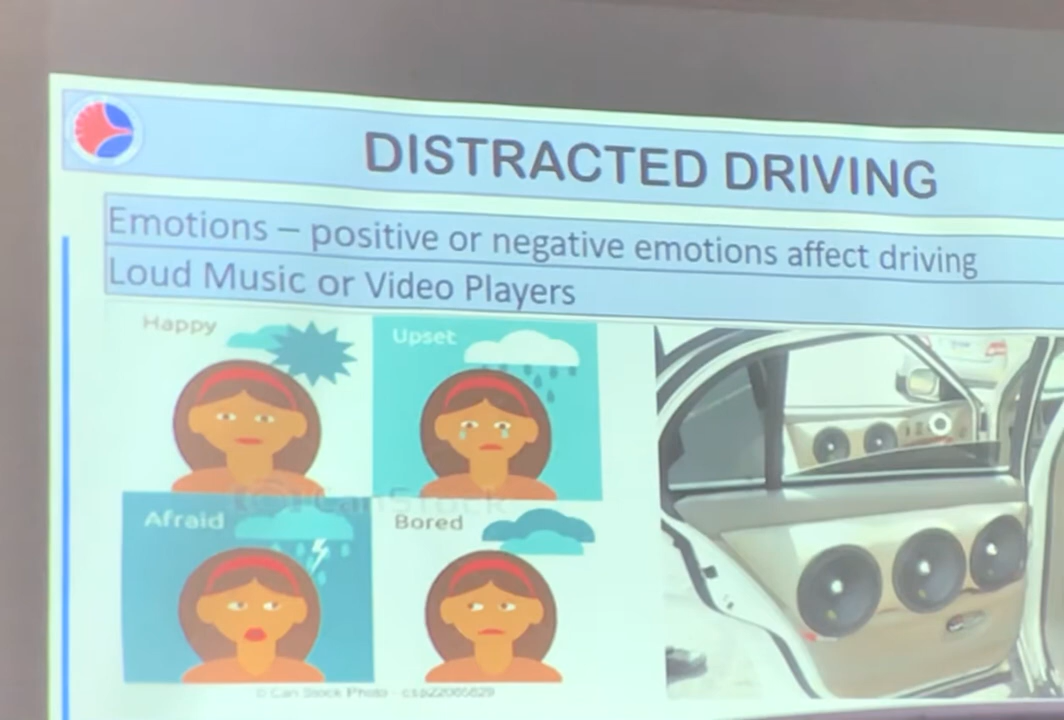 DISTRACTED DRIVING
Emotions – positive or negative emotions affect driving
Loud Music or Video Players
Happy
Upset
CanStock
Afraid
Bored
© Can Stock Photo - csp22065629